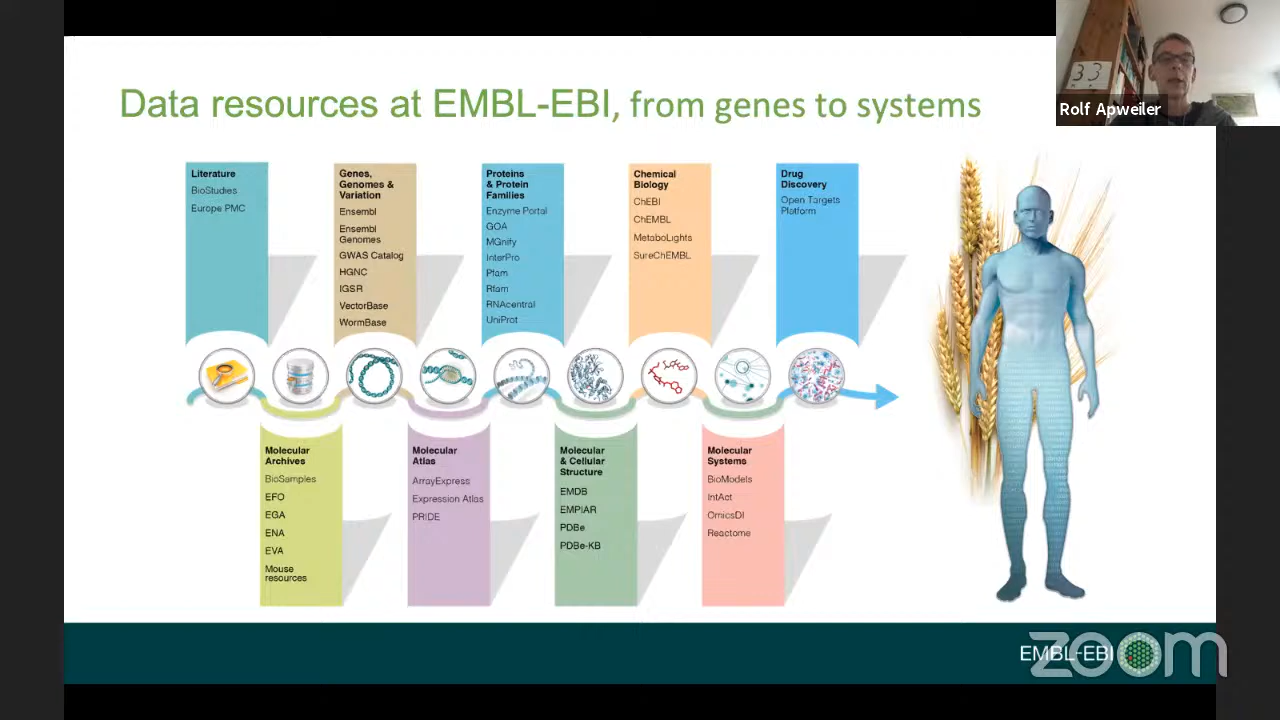 Data resources at EMBL-EBI, from genes to systems
33
Rolf Apweiler
Literature
BioStudies
Europe PMC
Genes,
Genomes &
Variation
Ensembl
Ensembl
Genomes
GWAS Catalog
HGNC
IGSR
VectorBase
WormBase
Proteins
& Protein
Families
Enzyme Portal
GOA
MGnify
InterPro
Pfam
Rfam
RNAcentral
UniProt
Chemical
Biology
ChEBI
ChEMBL
MetaboLights
SureChEMBL
Drug
Discovery
Open Targets
Platform
Molecular
Archives
BioSamples
EFO
EGA
ENA
EVA
Mouse
resources
Molecular
Atlas
ArrayExpress
Expression Atlas
PRIDE
Molecular
& Cellular
Structure
EMDB
EMPIAR
PDBe
PDBe-KB
Molecular
Systems
BioModels
IntAct
OmicsDI
Reactome
EMBL-EBI
zoom